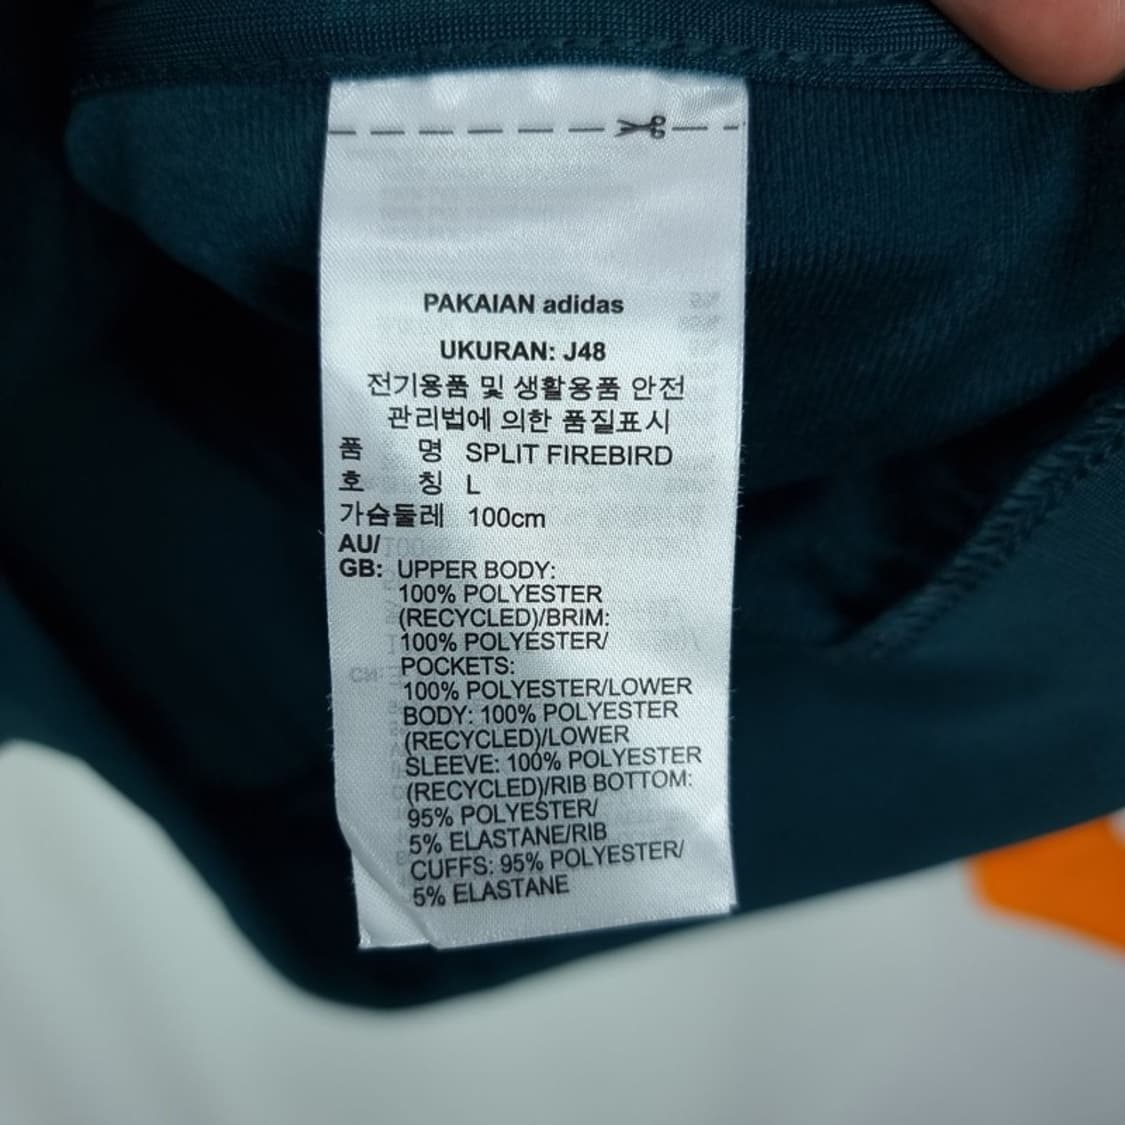 PAKAIAN adidas
UKURAN: J48
전기용품 및 생활용품 안전
관리법에 의한 품질표시
품 명 SPLIT FIREBIRD
호 칭 L
가슴둘레 100cm
AU/
GB: UPPER BODY:
100% POLYESTER
(RECYCLED)/BRIM:
100% POLYESTER/
POCKETS:
100% POLYESTER/LOWER
BODY: 100% POLYESTER
(RECYCLED)/LOWER
SLEEVE: 100% POLYESTER
(RECYCLED)/RIB BOTTOM:
95% POLYESTER/
5% ELASTANE/RIB
CUFFS: 95% POLYESTER/
5% ELASTANE